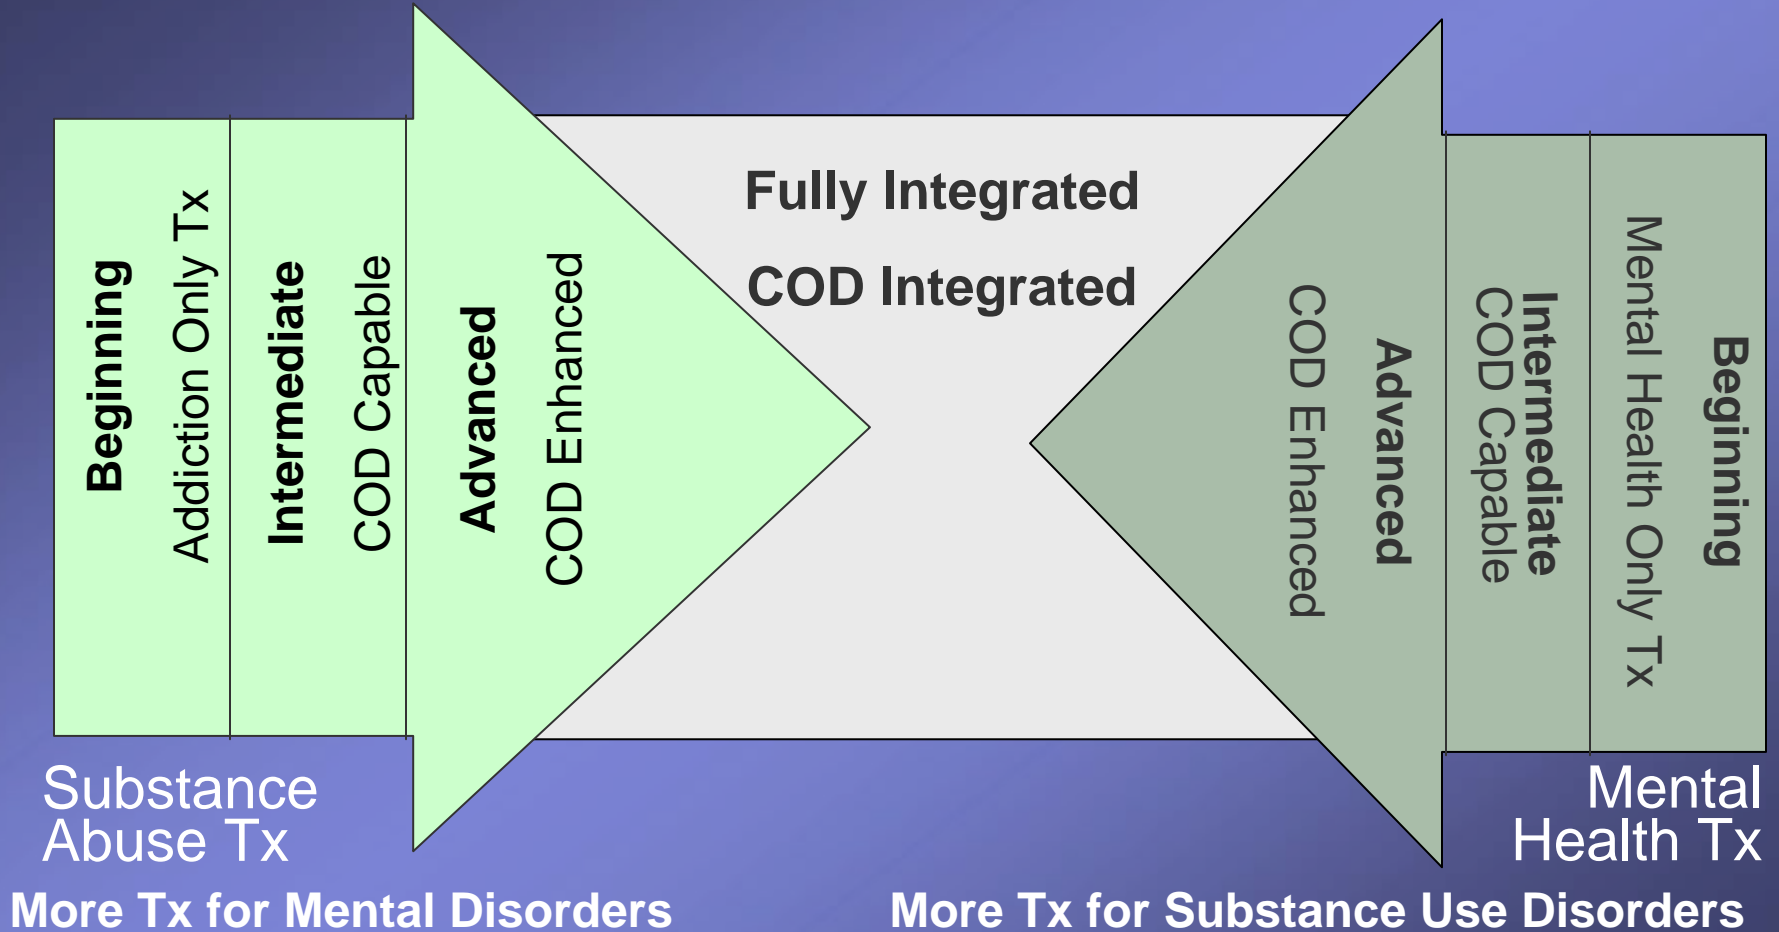 Beginning
Addiction Only Tx
Intermediate
COD Capable
Advanced
COD Enhanced
Fully Integrated
COD Integrated
COD Enhanced
Advanced
COD Capable
Intermediate
Mental Health Only Tx
Beginning
Substance
Abuse Tx
Mental
Health Tx
More Tx for Mental Disorders
More Tx for Substance Use Disorders